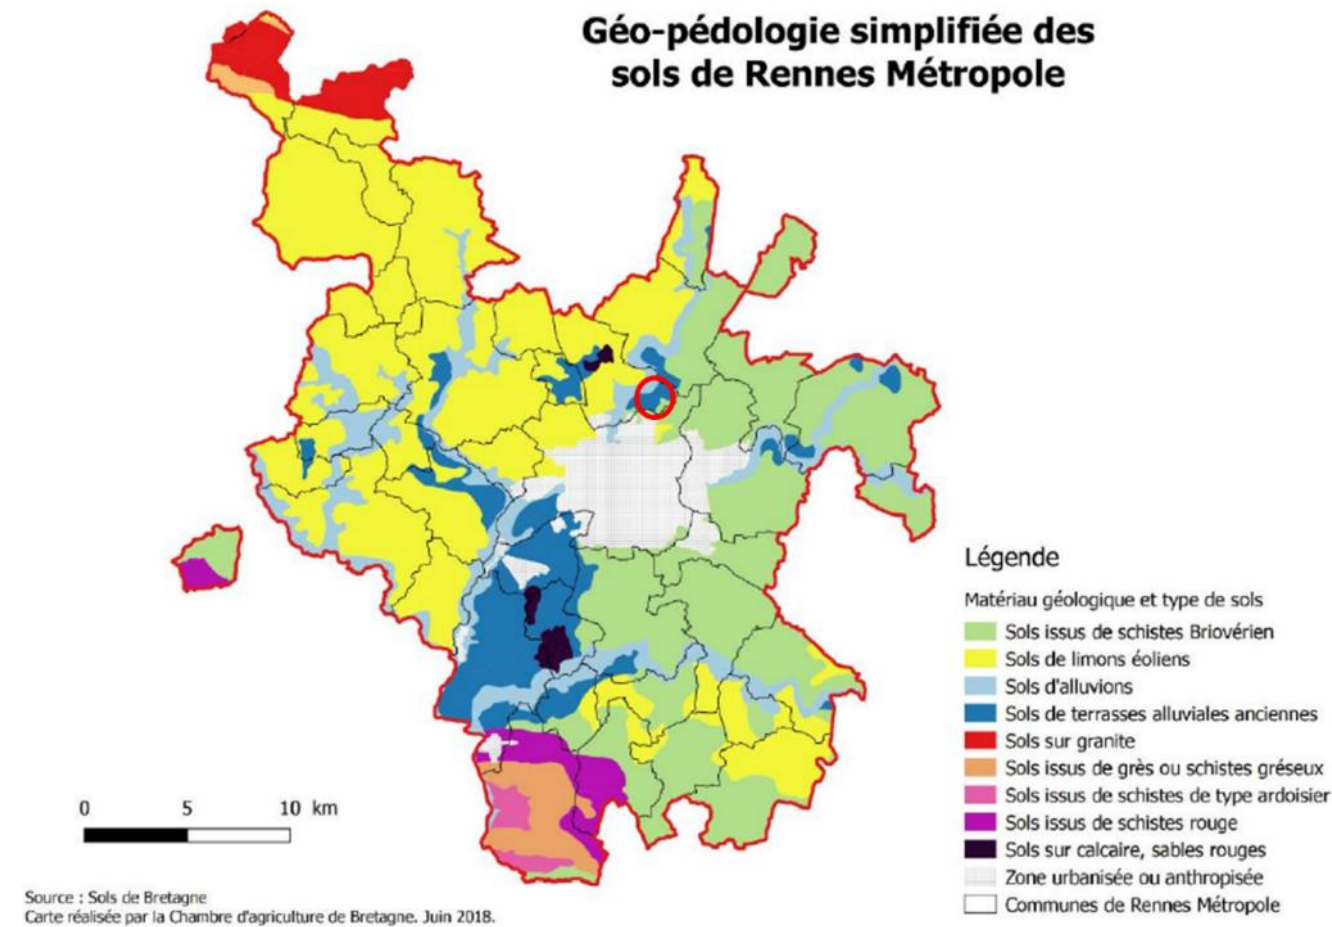 Géo-pédologie simplifiée des
sols de Rennes Métropole
Légende
Matériau géologique et type de sols
Sols issus de schistes Briovérien
Sols de limons éoliens
Sols d'alluvions
Sols de terrasses alluviales anciennes
Sols sur granite
Sols issus de grès ou schistes gréseux
Sols issus de schistes de type ardoisier
Sols issus de schistes rouge
Sols sur calcaire, sables rouges
Zone urbanisée ou anthropisée
Communes de Rennes Métropole
0 5 10 km
Source : Sols de Bretagne
Carte réalisée par la Chambre d'agriculture de Bretagne. Juin 2018.